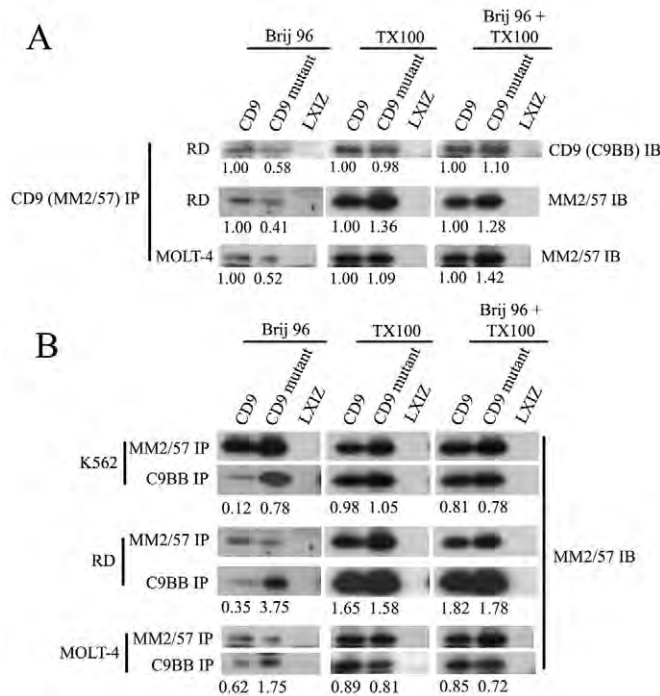 A
Brij 96 TX100 Brij 96 + TX100
CD9 CD9 mutant LXIZ CD9 CD9 mutant LXIZ CD9 CD9 mutant LXIZ
CD9 (MM2/57) IP
RD CD9 (C9BB) IB
1.00 0.58 1.00 0.98 1.00 1.10
RD MM2/57 IB
1.00 0.41 1.00 1.36 1.00 1.28
MOLT-4 MM2/57 IB
1.00 0.52 1.00 1.09 1.00 1.42
B
Brij 96 TX100 Brij 96 + TX100
CD9 CD9 mutant LXIZ CD9 CD9 mutant LXIZ CD9 CD9 mutant LXIZ
K562
MM2/57 IP
C9BB IP
0.12 0.78 0.98 1.05 0.81 0.78
RD
MM2/57 IP
MM2/57 IB
C9BB IP
0.35 3.75 1.65 1.58 1.82 1.78
MOLT-4
MM2/57 IP
C9BB IP
0.62 1.75 0.89 0.81 0.85 0.72